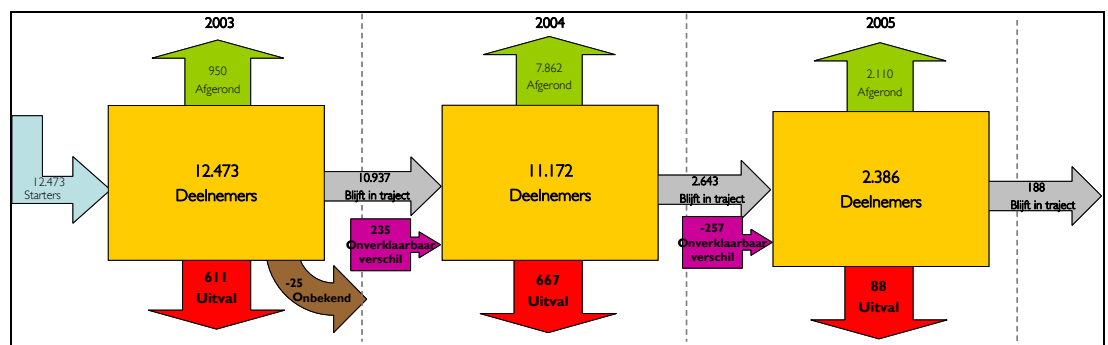 2003
2004
2005
950
Afgerond
7.862
Afgerond
2.110
Afgerond
12.473
Starters
12.473
Deelnemers
10.937
Blijft in traject
235
Onverklaarbaar
verschil
11.172
Deelnemers
2.643
Blijft in traject
-257
Onverklaarbaar
verschil
2.386
Deelnemers
188
Blijft in traject
611
Uitval
-25
Onbekend
667
Uitval
88
Uitval